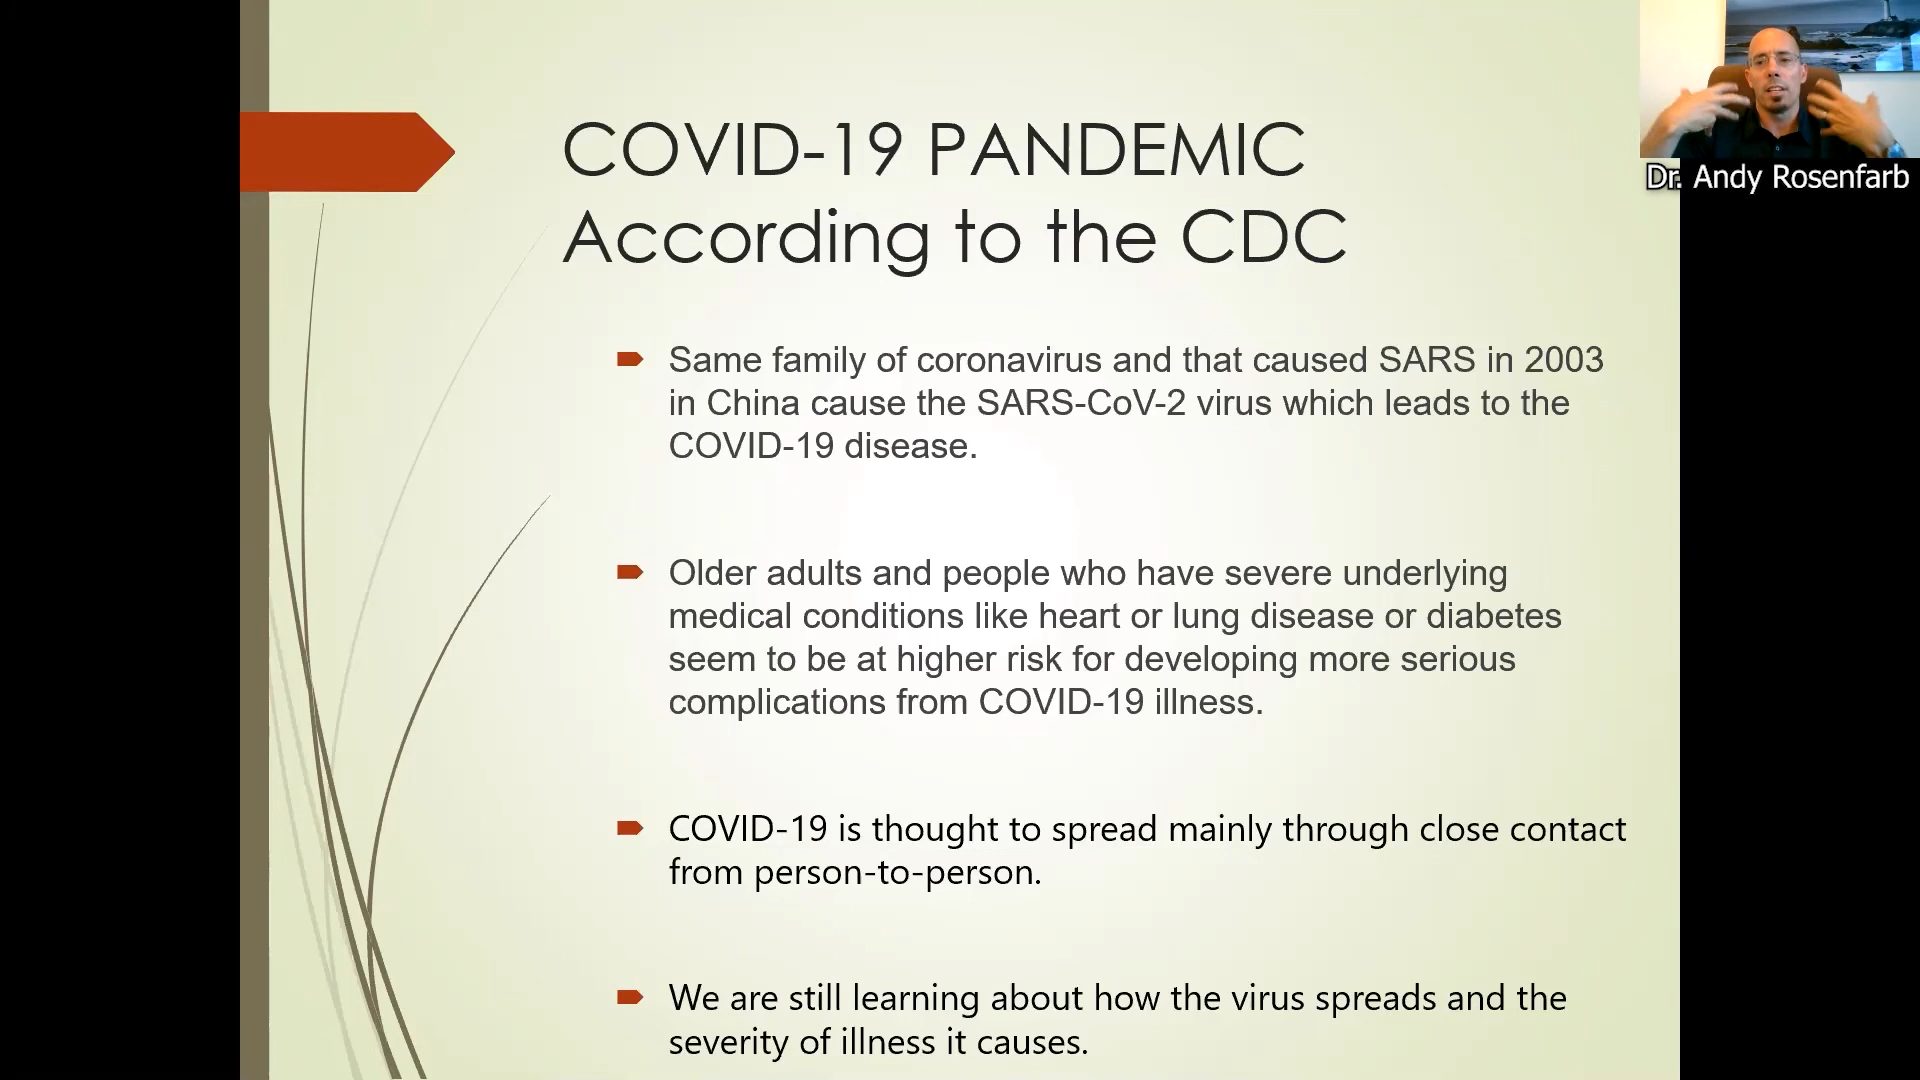 COVID-19 PANDEMIC
According to the CDC
Dr. Andy Rosenfarb
Same family of coronavirus and that caused SARS in 2003
in China cause the SARS-CoV-2 virus which leads to the
COVID-19 disease.
Older adults and people who have severe underlying
medical conditions like heart or lung disease or diabetes
seem to be at higher risk for developing more serious
complications from COVID-19 illness.
COVID-19 is thought to spread mainly through close contact
from person-to-person.
We are still learning about how the virus spreads and the
severity of illness it causes.